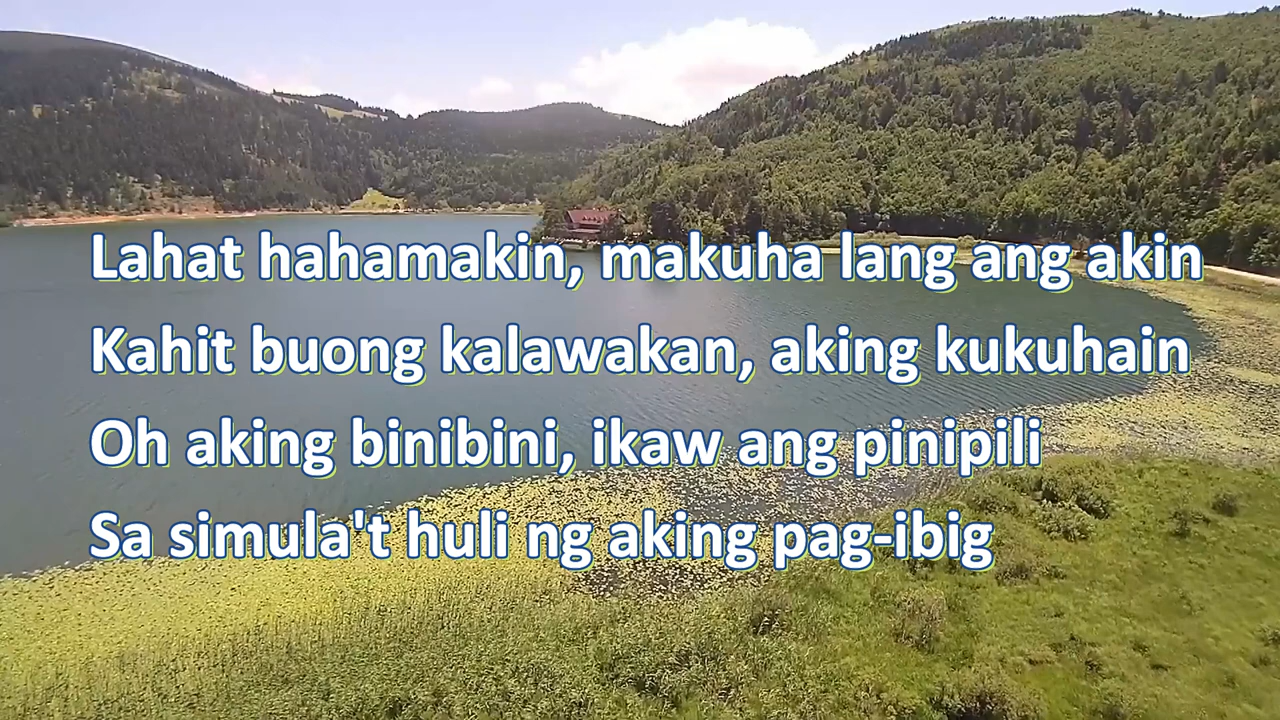 Lahat hahamakin, makuha lang ang akin
Kahit buong kalawakan, aking kukuhain
Oh aking binibini, ikaw ang pinipili
Sa simula't huli ng aking pag-ibig